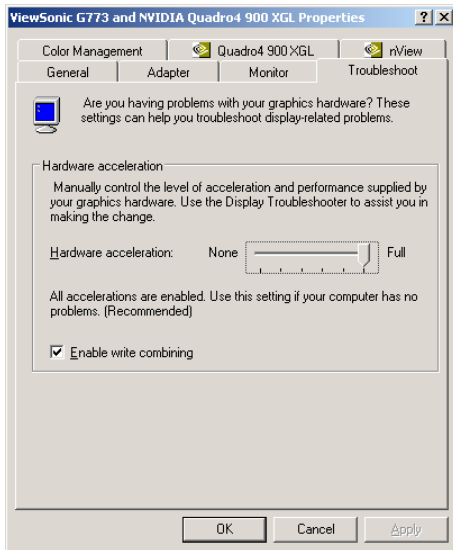 ViewSonic G773 and NVIDIA Quadro4 900 XGL Properties
Color Management Quadro4 900 XGL nView
General Adapter Monitor Troubleshoot
Are you having problems with your graphics hardware? These
settings can help you troubleshoot display-related problems.
Hardware acceleration
Manually control the level of acceleration and performance supplied by
your graphics hardware. Use the Display Troubleshooter to assist you in
making the change.
Hardware acceleration: None Full
All accelerations are enabled. Use this setting if your computer has no
problems. (Recommended)
Enable write combining
OK Cancel Apply